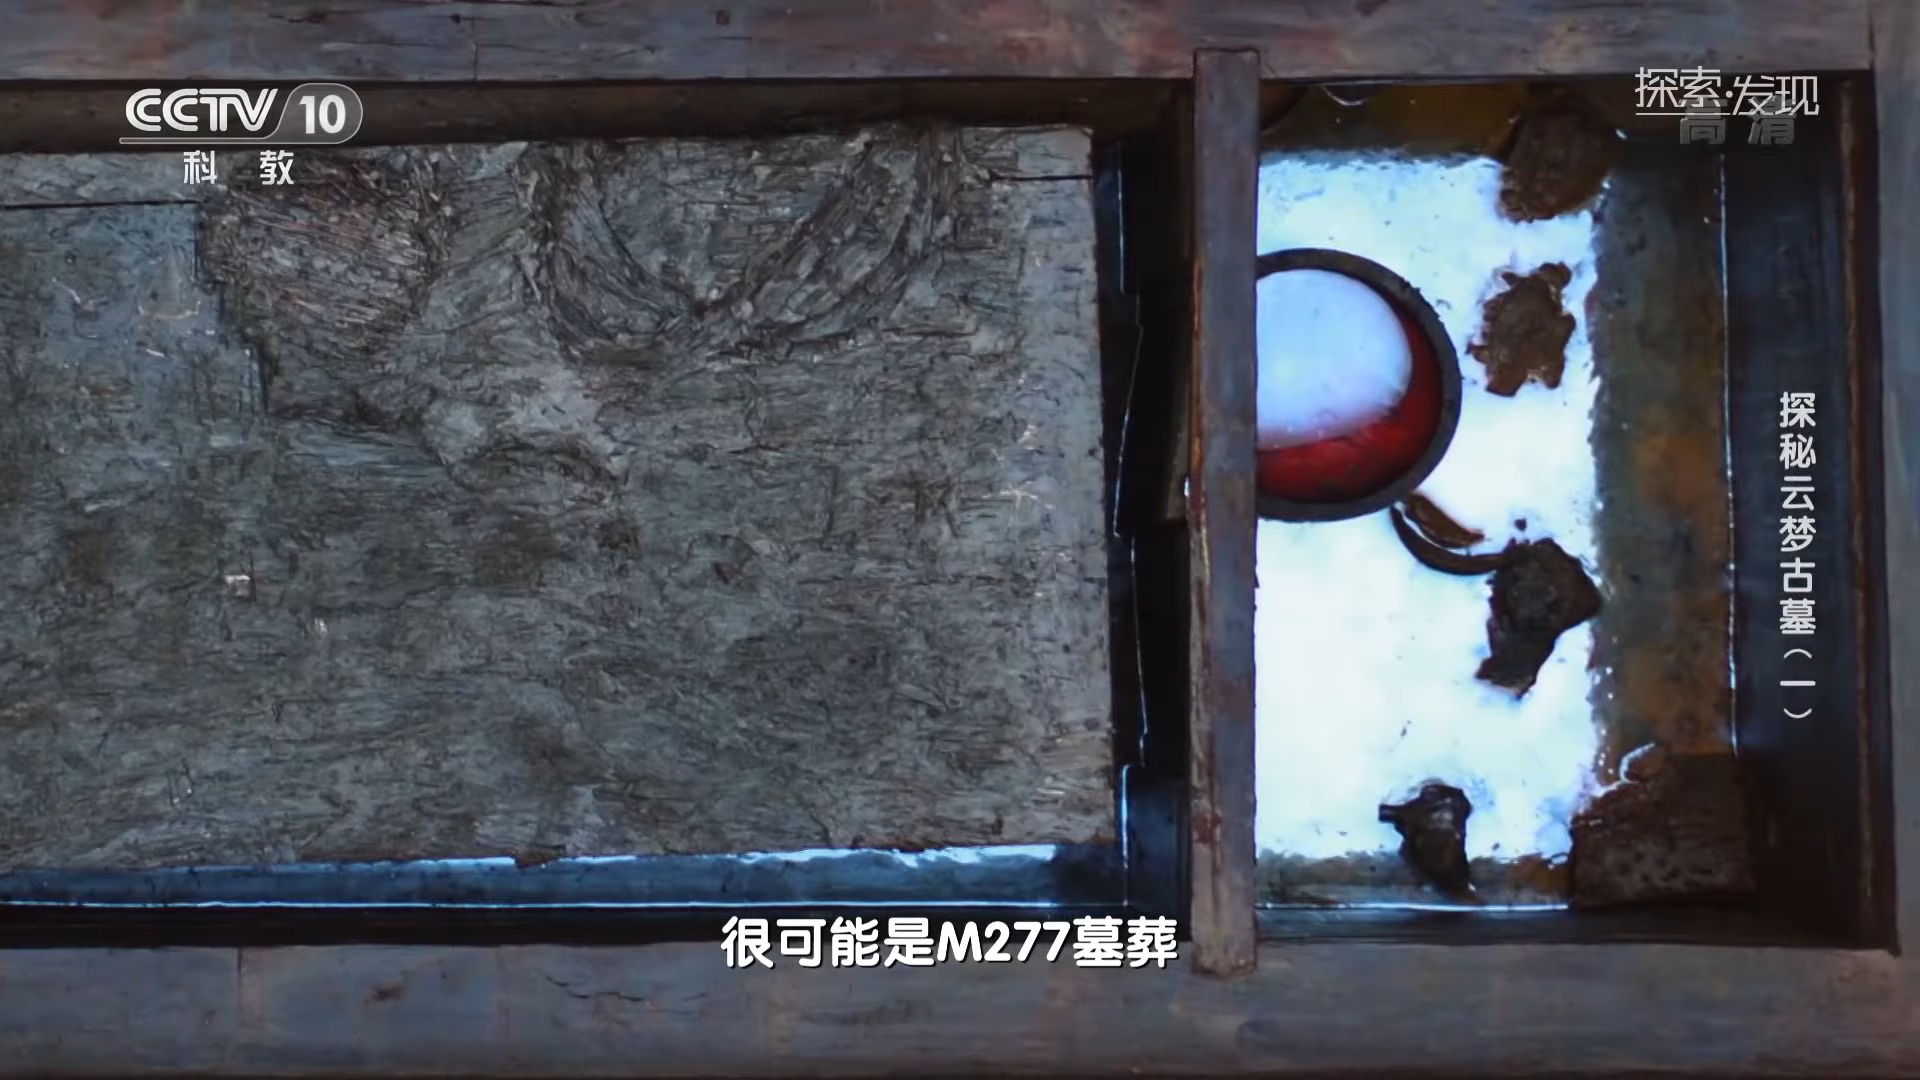 CCTV 10
科 教
探索·发现
高清
探秘云梦古墓（一）
很可能是M277墓葬